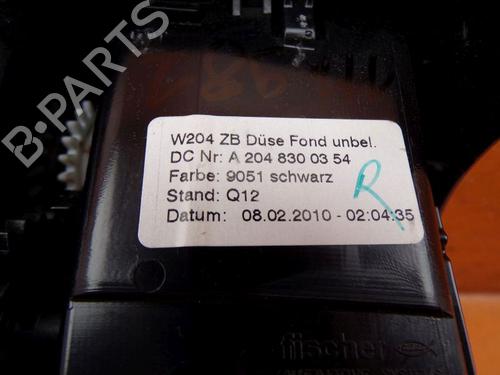 B-PARTS
W204 ZB Düse Fond unbel.
DC Nr: A 204 830 03 54
Farbe: 9051 schwarz
Stand: Q12
Datum: 08.02.2010 - 02:04:35
R
fischer